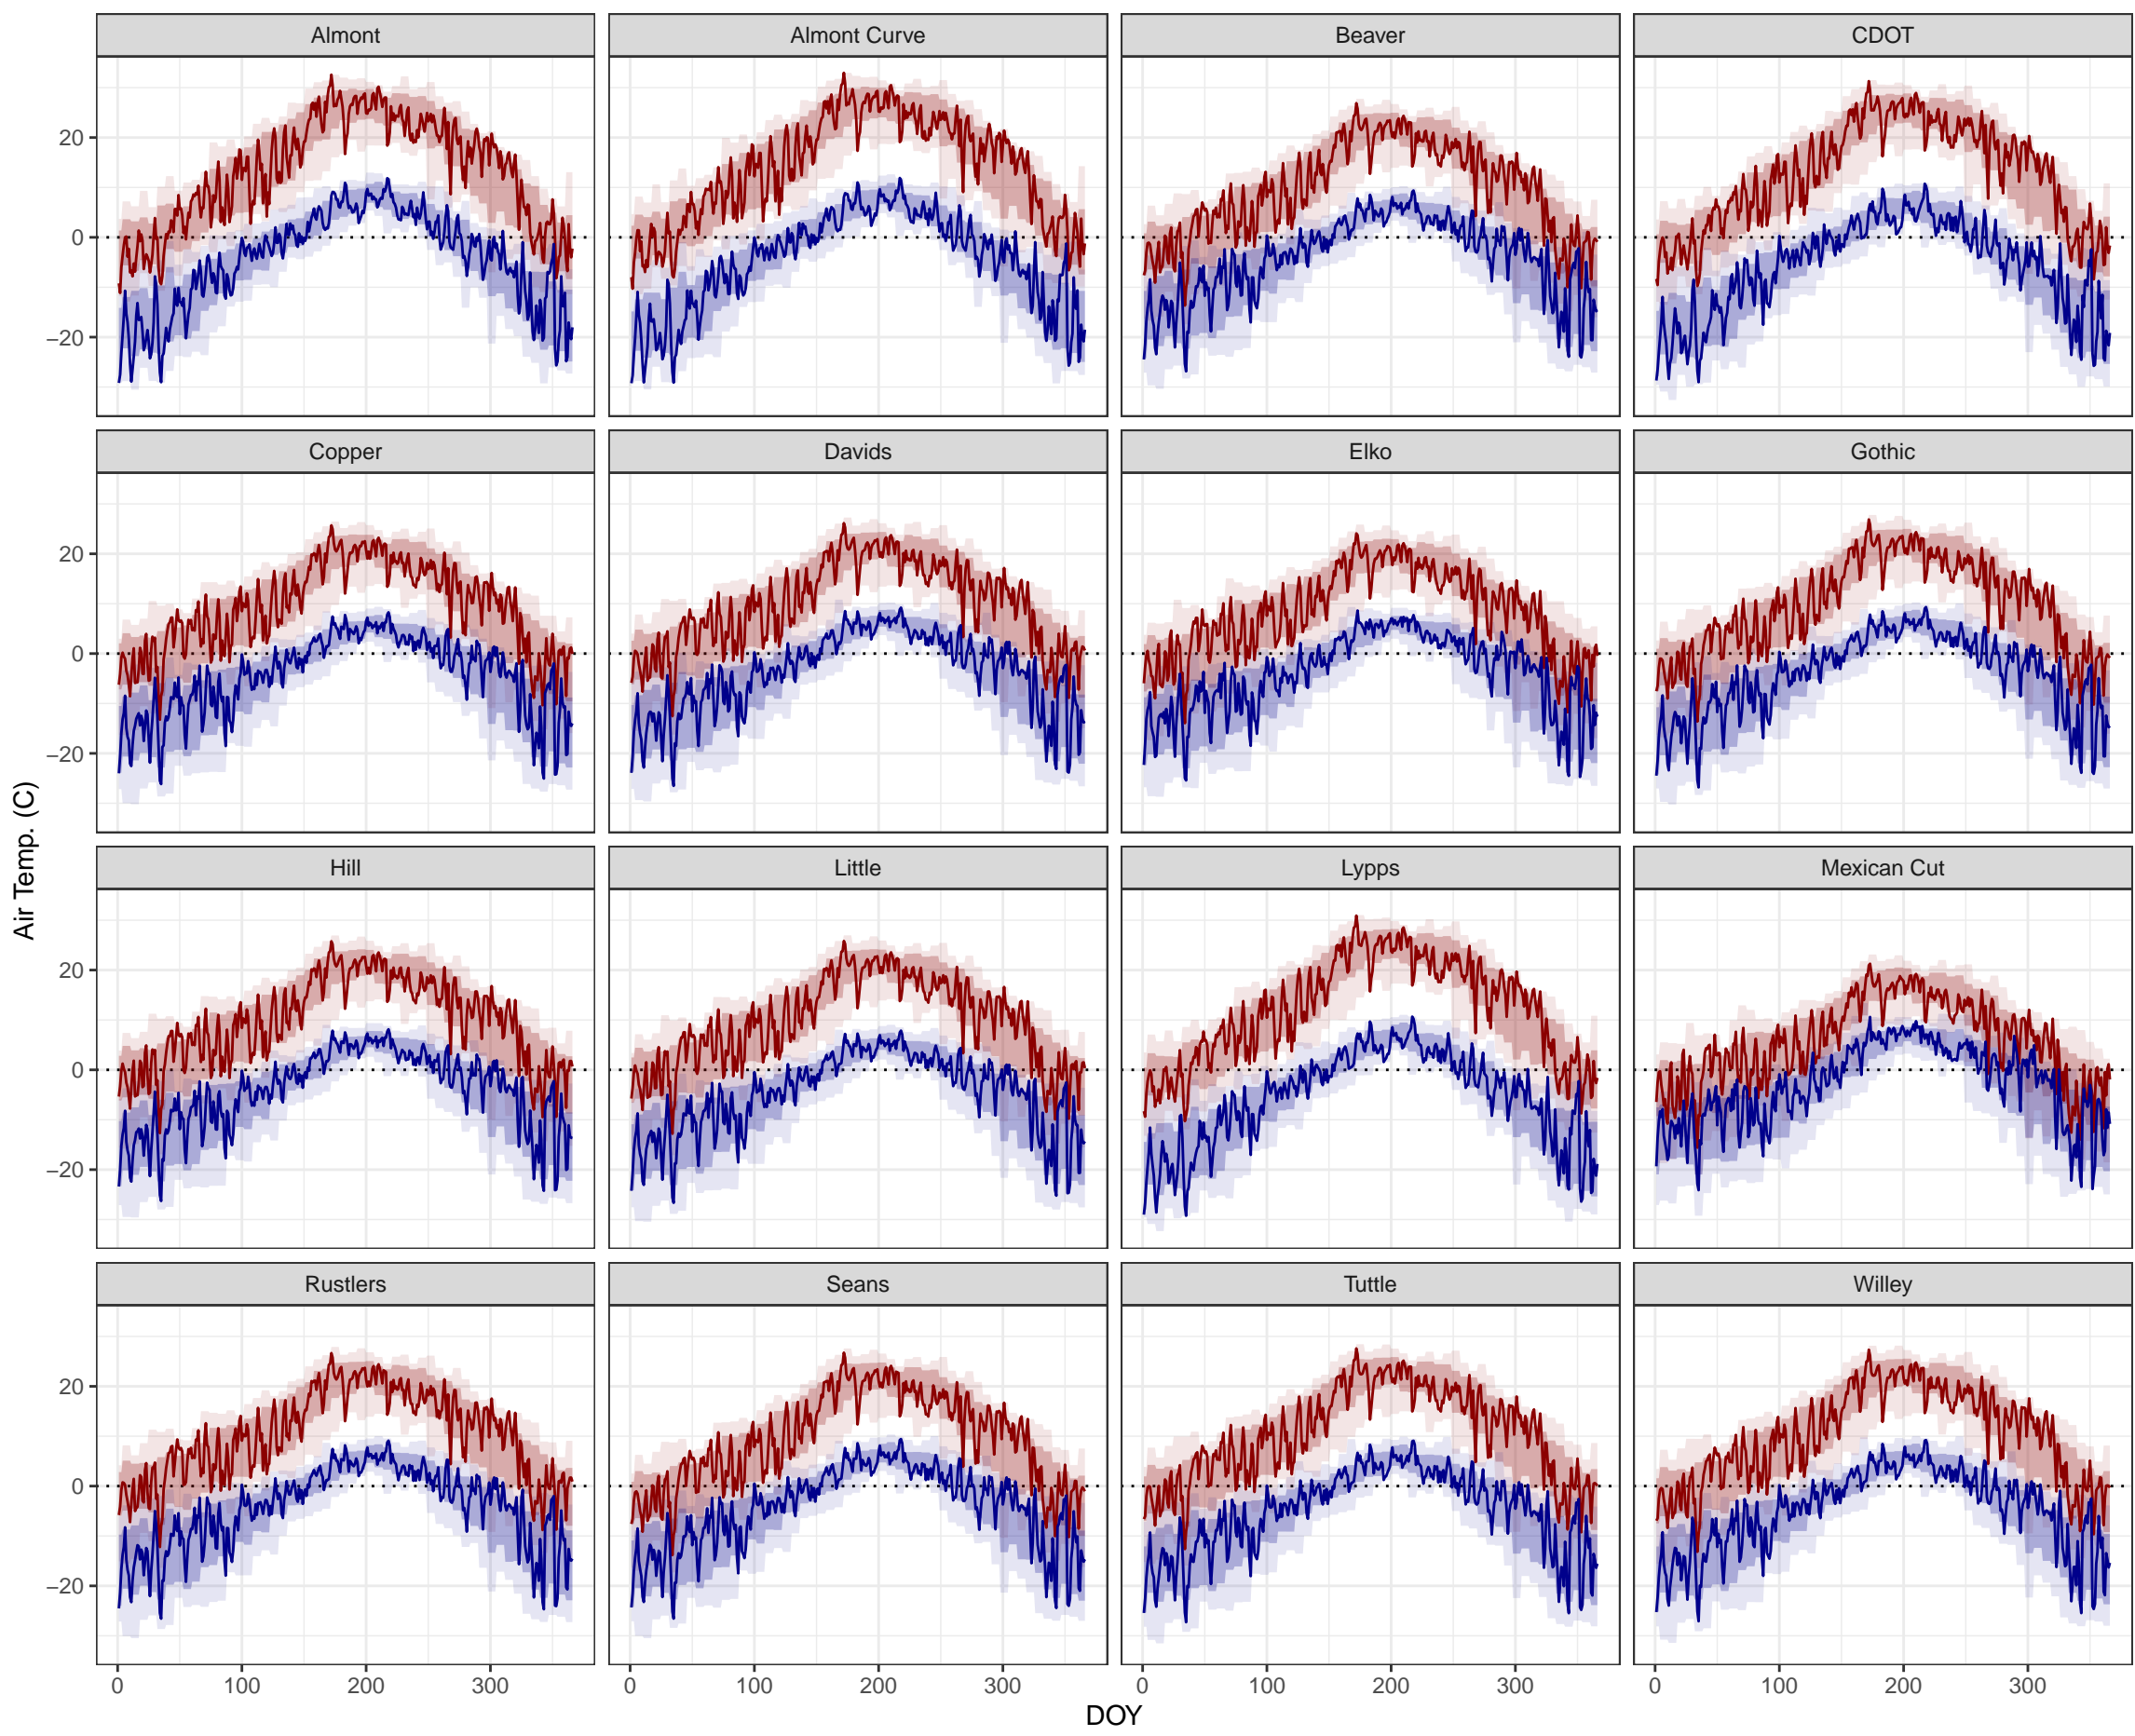 Almont
Almont Curve
Beaver
CDOT
20
0
−20
Copper
Davids
Elko
Gothic
20
0
−20
Air Temp. (C)
Hill
Little
Lypps
Mexican Cut
20
0
−20
Rustlers
Seans
Tuttle
Willey
20
0
−20
0 100 200 300
0 100 200 300
0 100 200 300
0 100 200 300
DOY